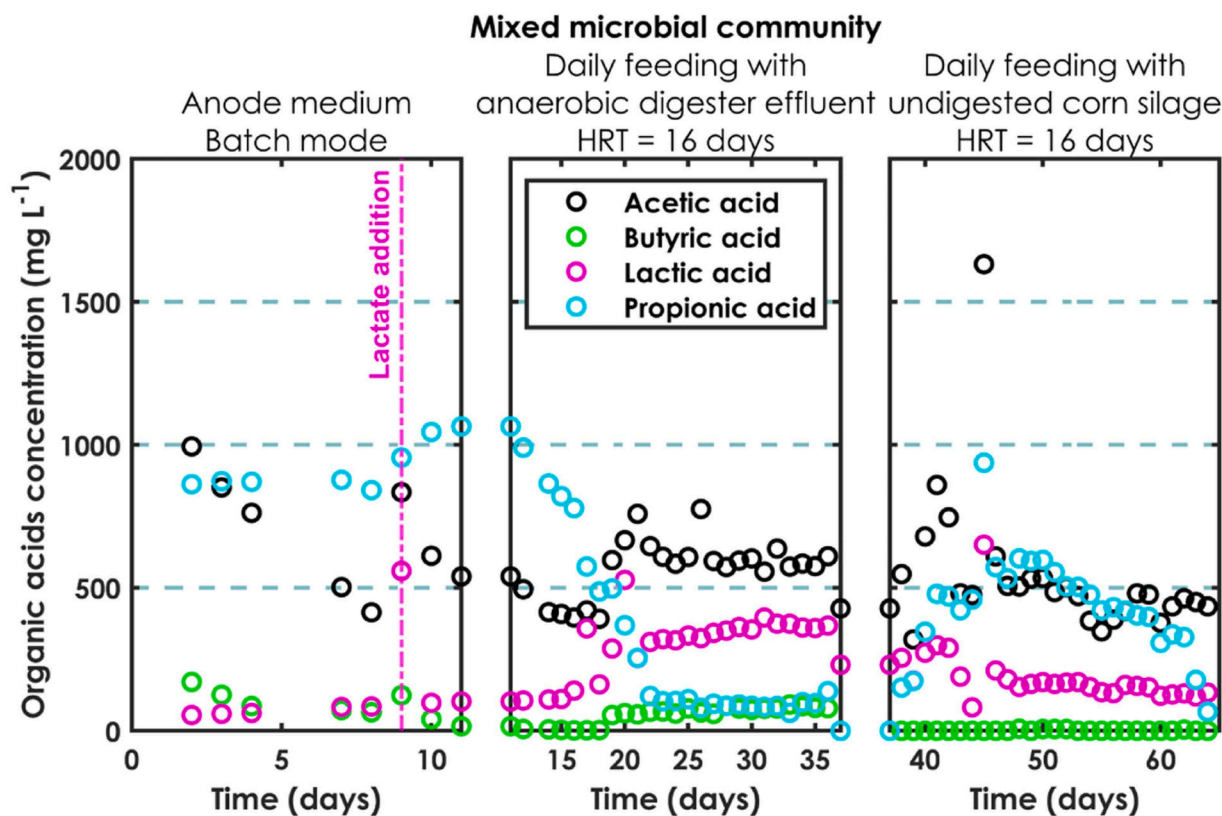 Mixed microbial community
Anode medium
Batch mode
Daily feeding with
anaerobic digester effluent
HRT = 16 days
Daily feeding with
undigested corn silage
HRT = 16 days
Organic acids concentration (mg L⁻¹)
2000
1500
1000
500
0
Lactate addition
Acetic acid
Butyric acid
Lactic acid
Propionic acid
0 5 10
15 20 25 30 35
40 50 60
Time (days)
Time (days)
Time (days)